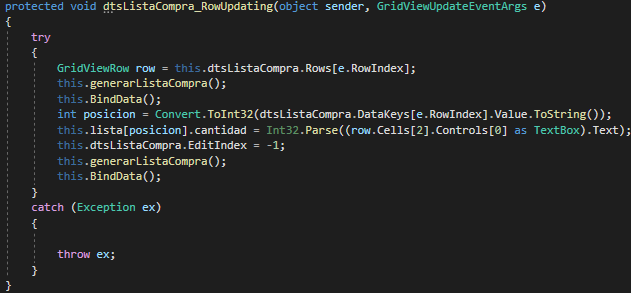 protected void dtsListaCompra_RowUpdating(object sender, GridViewUpdateEventArgs e)
{
try
{
GridViewRow row = this.dtsListaCompra.Rows[e.RowIndex];
this.generarListaCompra();
this.BindData();
int posicion = Convert.ToInt32(dtsListaCompra.DataKeys[e.RowIndex].Value.ToString());
this.lista[posicion].cantidad = Int32.Parse((row.Cells[2].Controls[0] as TextBox).Text);
this.dtsListaCompra.EditIndex = -1;
this.generarListaCompra();
this.BindData();
}
catch (Exception ex)
{
throw ex;
}
}